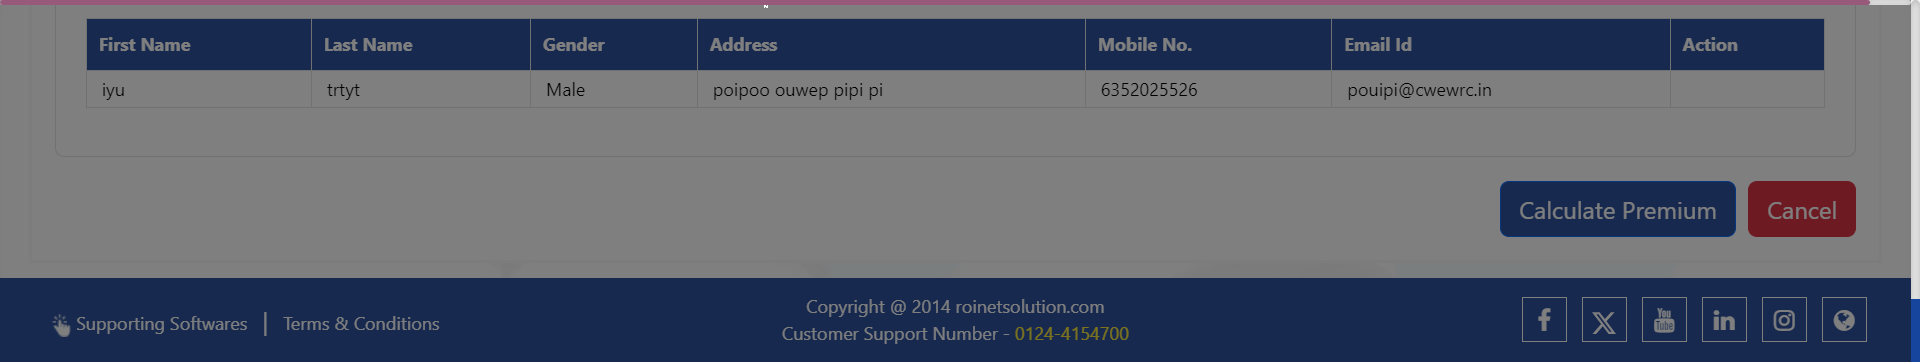 First Name Last Name Gender Address Mobile No. Email Id Action
iyu trtyt Male poipoo ouwep pipi pi 6352025526 pouipi@cwewrc.in
Calculate Premium Cancel
Supporting Softwares | Terms & Conditions
Copyright @ 2014 roinetsolution.com
Customer Support Number - 0124-4154700
You
Tube